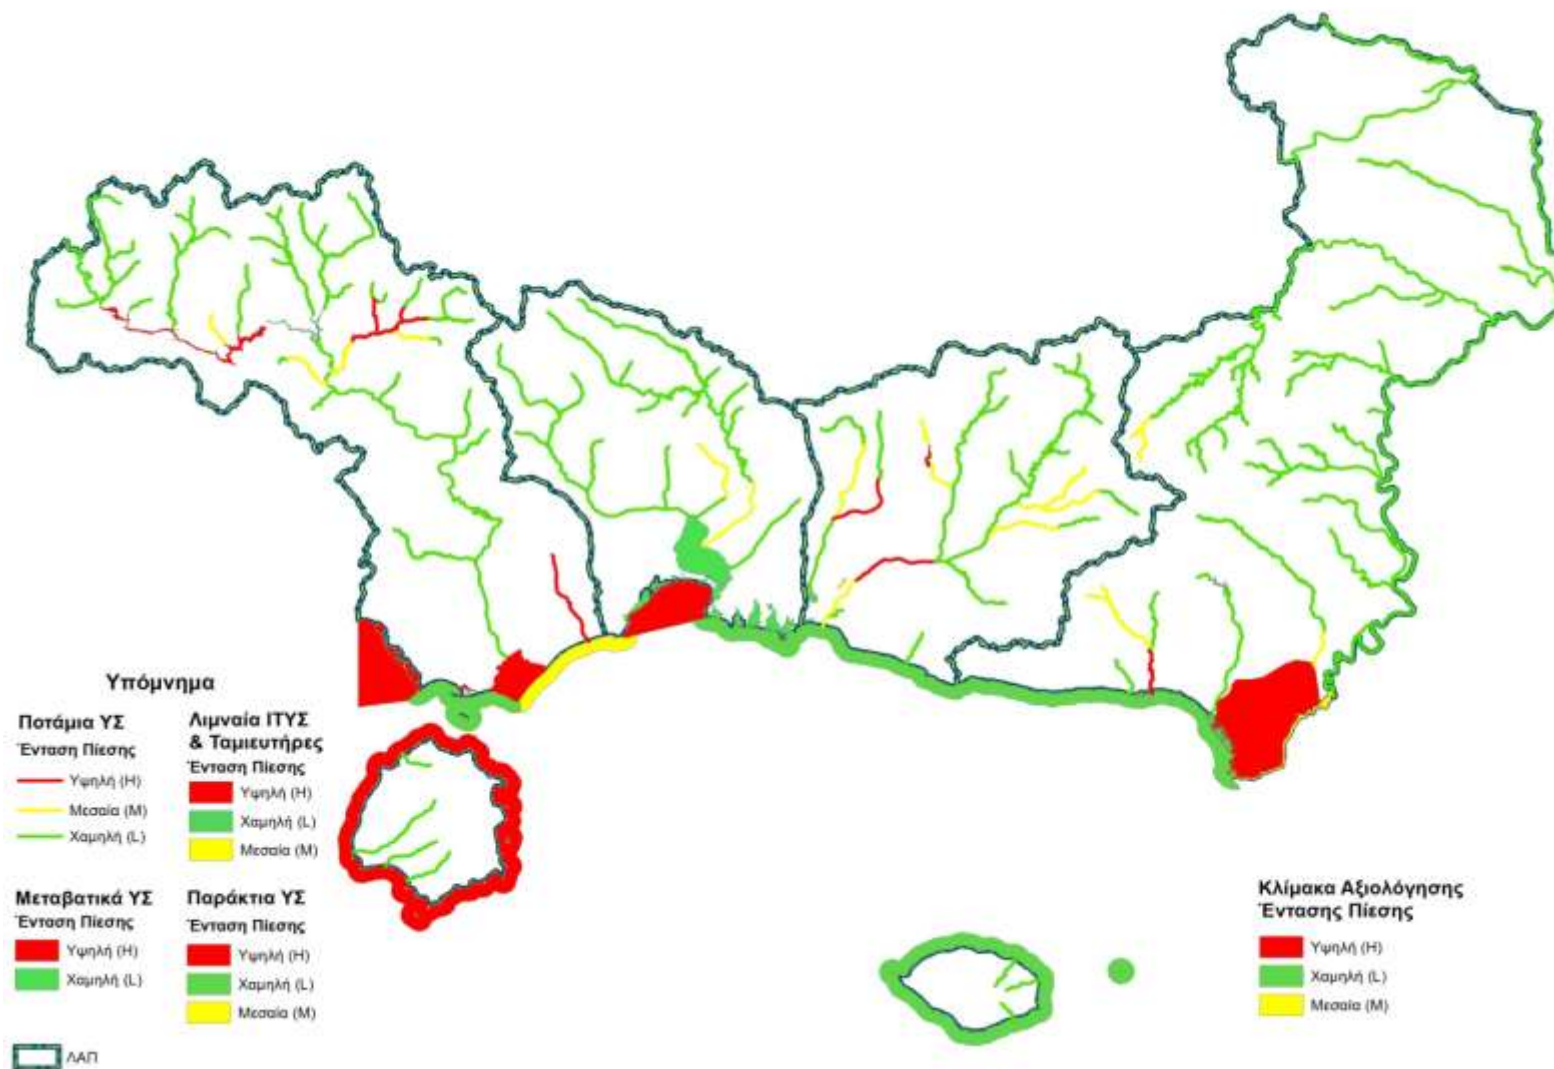 Υπόμνημα
Ποτάμια ΥΣ
Ένταση Πίεσης
Υψηλή (H)
Μεσαία (M)
Χαμηλή (L)
Λιμναία ΙΤΥΣ
& Ταμιευτήρες
Ένταση Πίεσης
Υψηλή (H)
Χαμηλή (L)
Μεσαία (M)
Μεταβατικά ΥΣ
Ένταση Πίεσης
Υψηλή (H)
Χαμηλή (L)
Παράκτια ΥΣ
Ένταση Πίεσης
Υψηλή (H)
Χαμηλή (L)
Μεσαία (M)
ΛΑΠ
Κλίμακα Αξιολόγησης
Έντασης Πίεσης
Υψηλή (H)
Χαμηλή (L)
Μεσαία (M)